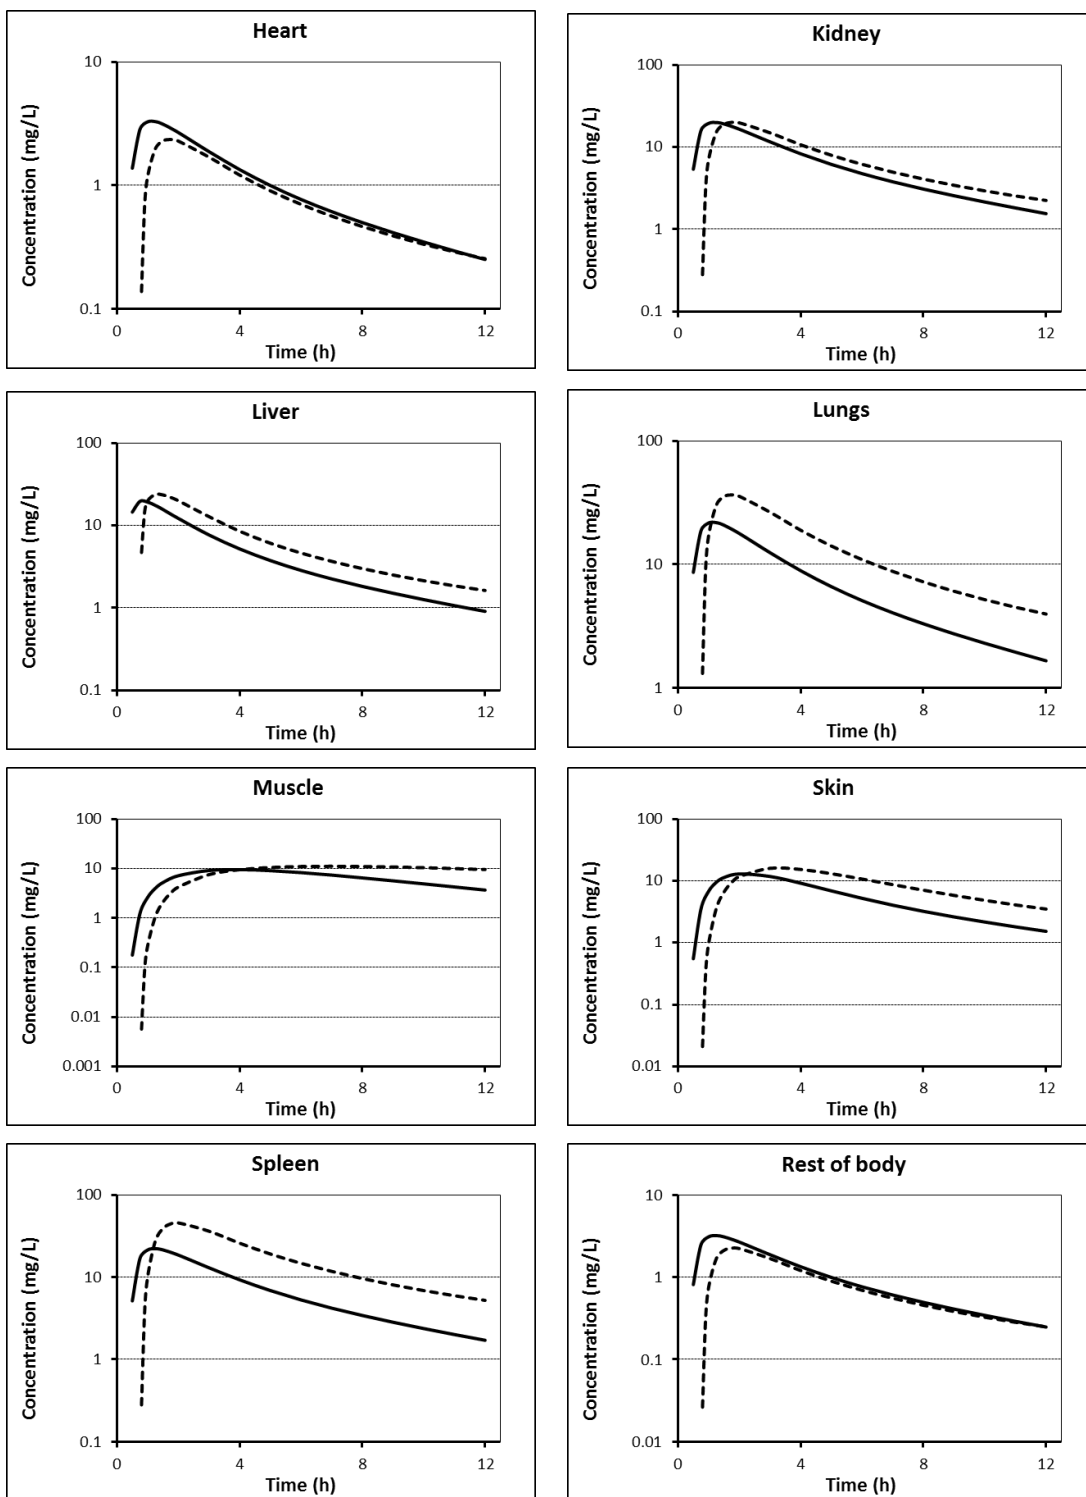 Heart
Concentration (mg/L)
10
1
0.1
0
4
8
12
Time (h)
Kidney
Concentration (mg/L)
100
10
1
0.1
0
4
8
12
Time (h)
Liver
Concentration (mg/L)
100
10
1
0.1
0
4
8
12
Time (h)
Lungs
Concentration (mg/L)
100
10
1
0
4
8
12
Time (h)
Muscle
Concentration (mg/L)
100
10
1
0.1
0.01
0.001
0
4
8
12
Time (h)
Skin
Concentration (mg/L)
100
10
1
0.1
0.01
0
4
8
12
Time (h)
Spleen
Concentration (mg/L)
100
10
1
0.1
0
4
8
12
Time (h)
Rest of body
Concentration (mg/L)
10
1
0.1
0.01
0
4
8
12
Time (h)